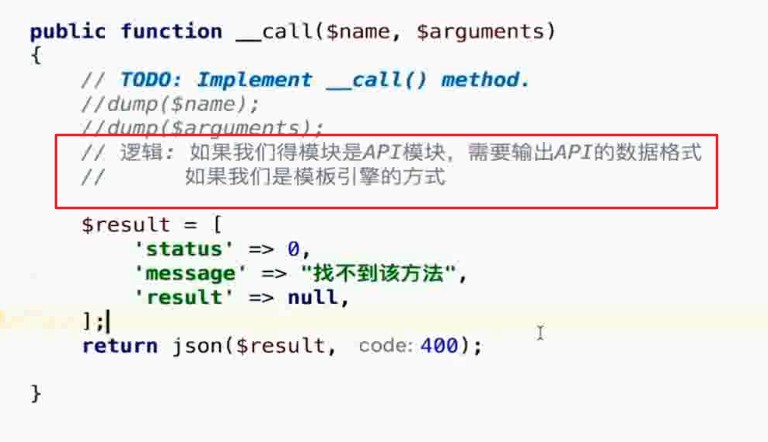 public function __call($name, $arguments)
{
// TODO: Implement __call() method.
//dump($name);
//dump($arguments);
// 逻辑: 如果我们得模块是API模块，需要输出API的数据格式
// 如果我们是模板引擎的方式
$result = [
'status' => 0,
'message' => "找不到该方法",
'result' => null,
];
return json($result, code: 400);
}